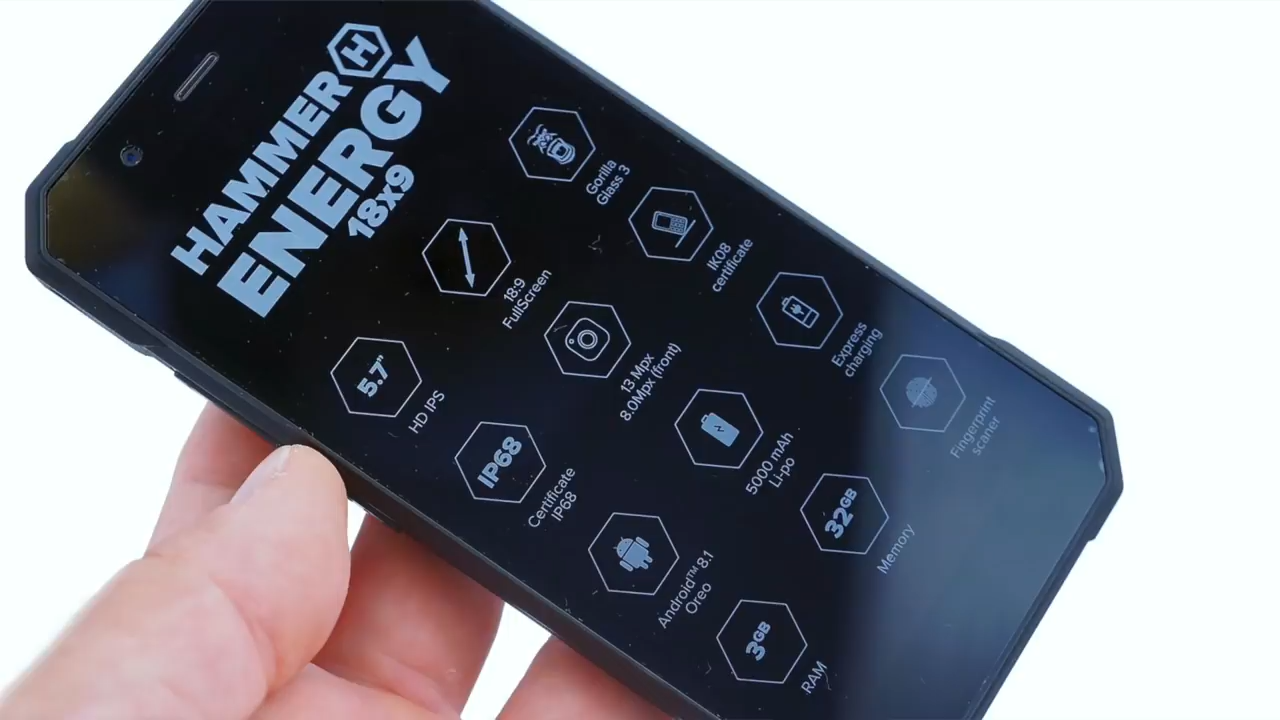 HAMMER H
ENERGY
18x9
5.7"
HD IPS
18:9
FullScreen
Gorilla
Glass 3
IP68
Certificate
IP68
13 Mpx
8.0Mpx (front)
IK08
certificate
Android™ 8.1
Oreo
5000 mAh
Li-po
Express
charging
3GB
RAM
32GB
Memory
Fingerprint
scaner